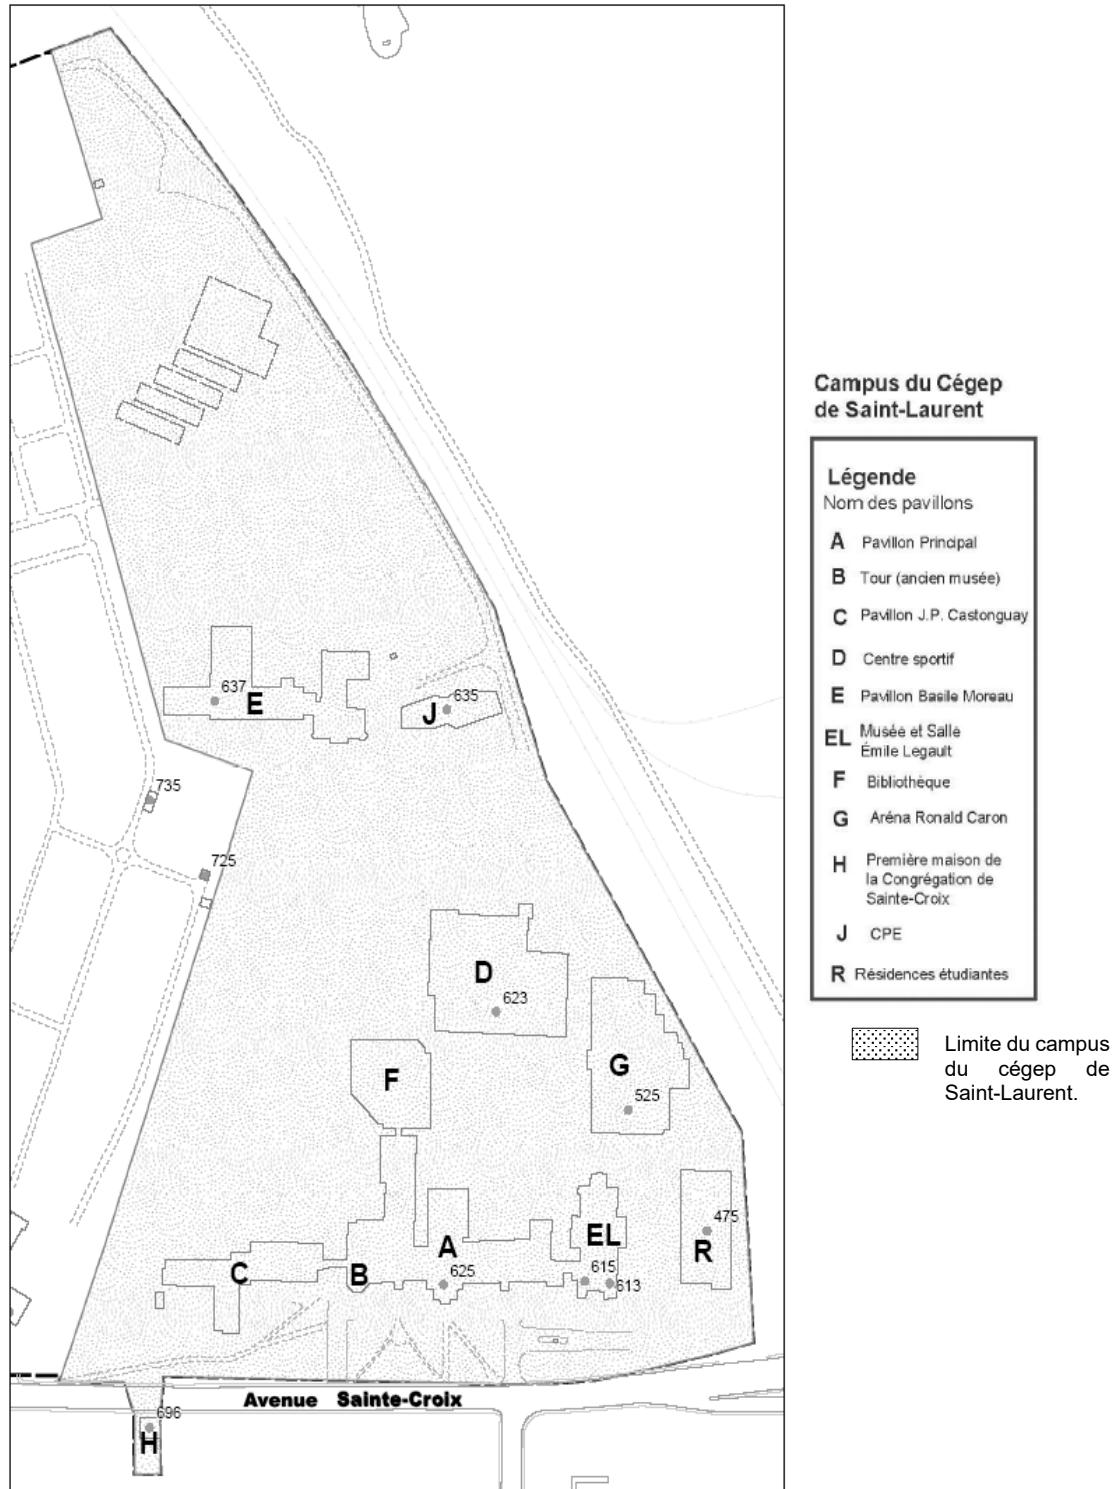 637
E
635
J
735
725
D
623
F
G
525
EL
475
A
R
C
B
625
615
613
Avenue Sainte-Croix
696
H
Campus du Cégep
de Saint-Laurent
Légende
Nom des pavillons
A Pavillon Principal
B Tour (ancien musée)
C Pavillon J.P. Castonguay
D Centre sportif
E Pavillon Basile Moreau
EL Musée et Salle
Émile Legault
F Bibliothèque
G Aréna Ronald Caron
H Première maison de
la Congrégation de
Sainte-Croix
J CPE
R Résidences étudiantes
Limite du campus
du cégep de
Saint-Laurent.